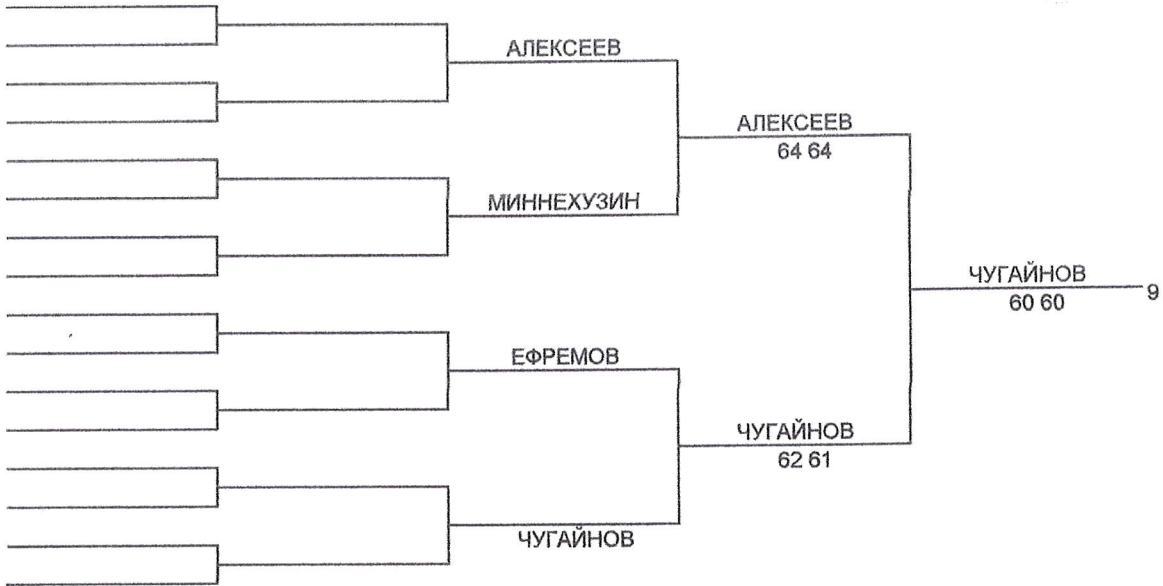 АЛЕКСЕЕВ
АЛЕКСЕЕВ
64 64
МИННЕХУЗИН
ЧУГАЙНОВ
60 60
9
ЕФРЕМОВ
ЧУГАЙНОВ
62 61
ЧУГАЙНОВ